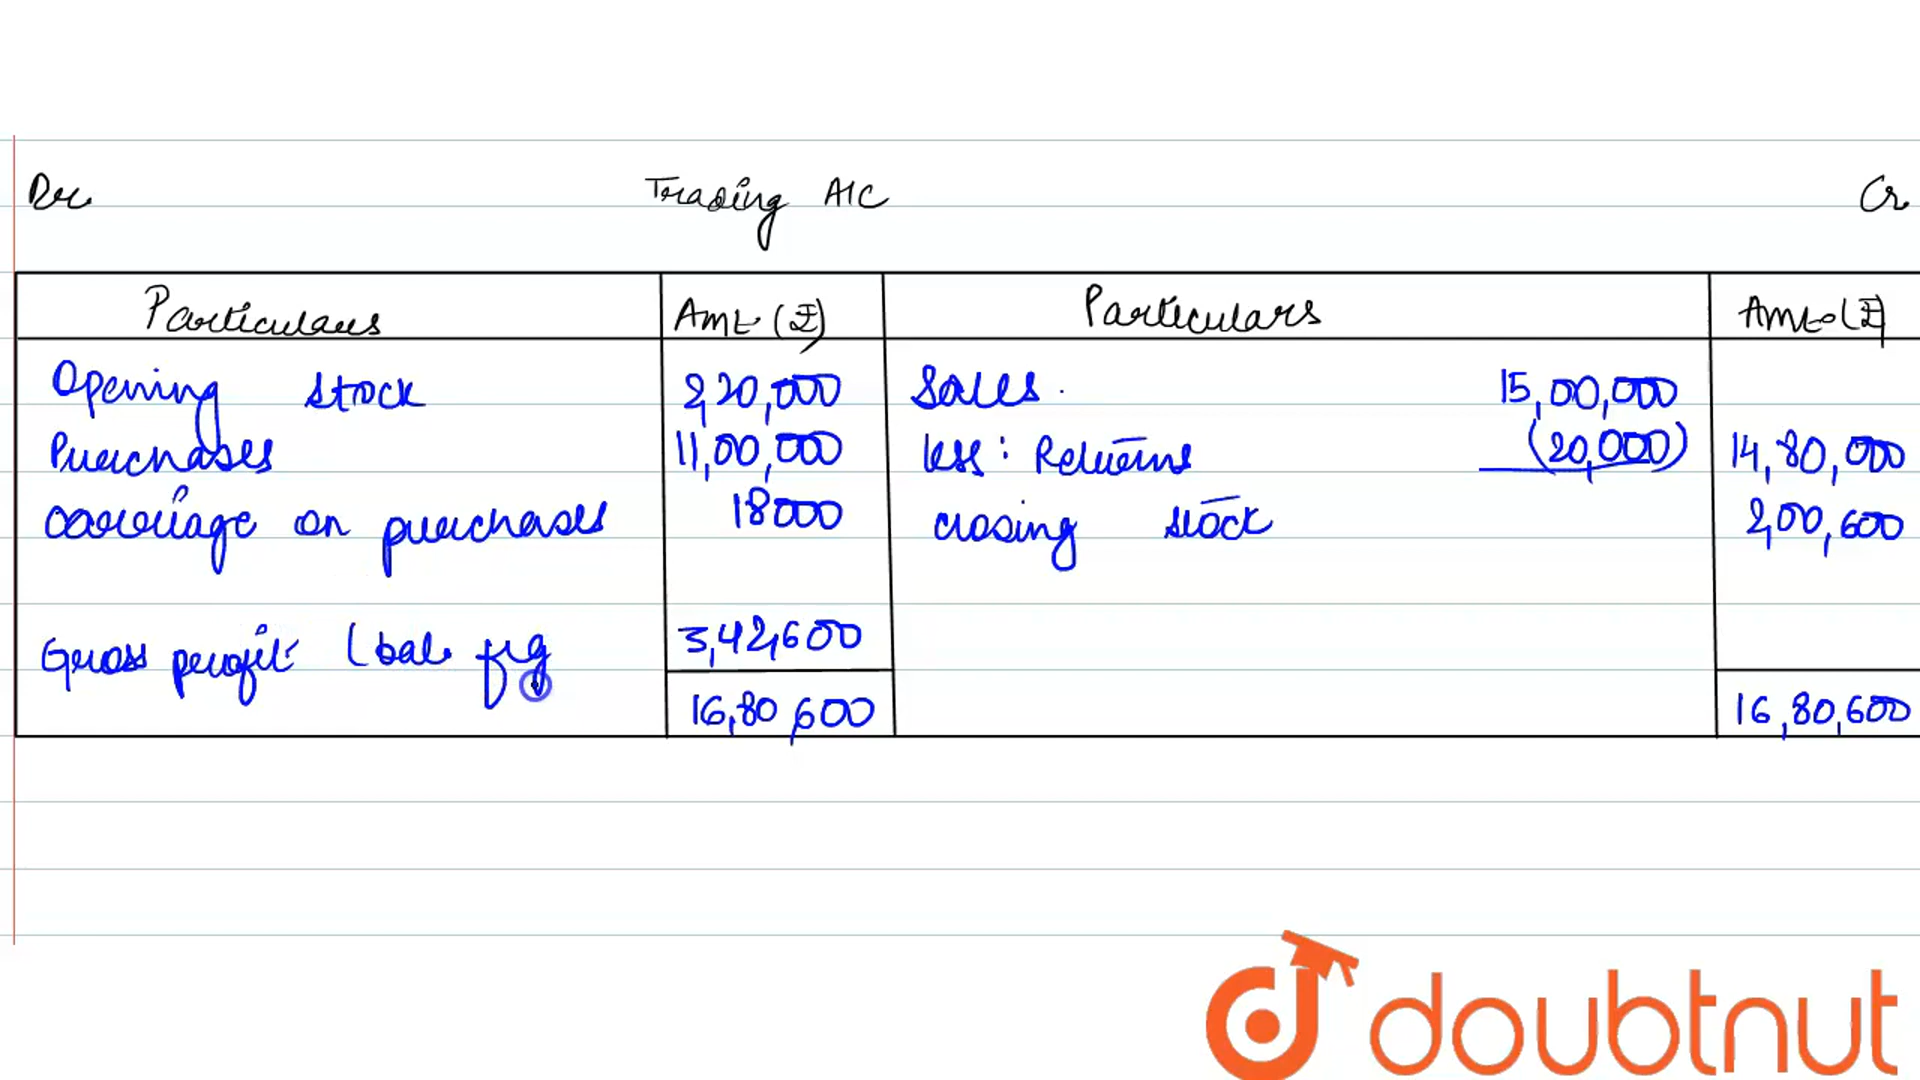 Dr. Trading A/C Cr.
Particulars Amt (₹) Particulars Amt. (₹)
Opening stock 2,20,000 Sales. 15,00,000
Purchases 11,00,000 less: Returns (20,000) 14,80,000
carriage on purchases 18000 closing stock 2,00,600
Gross profit (bal. fig 3,42,600
16,80,600 16,80,600
doubtnut